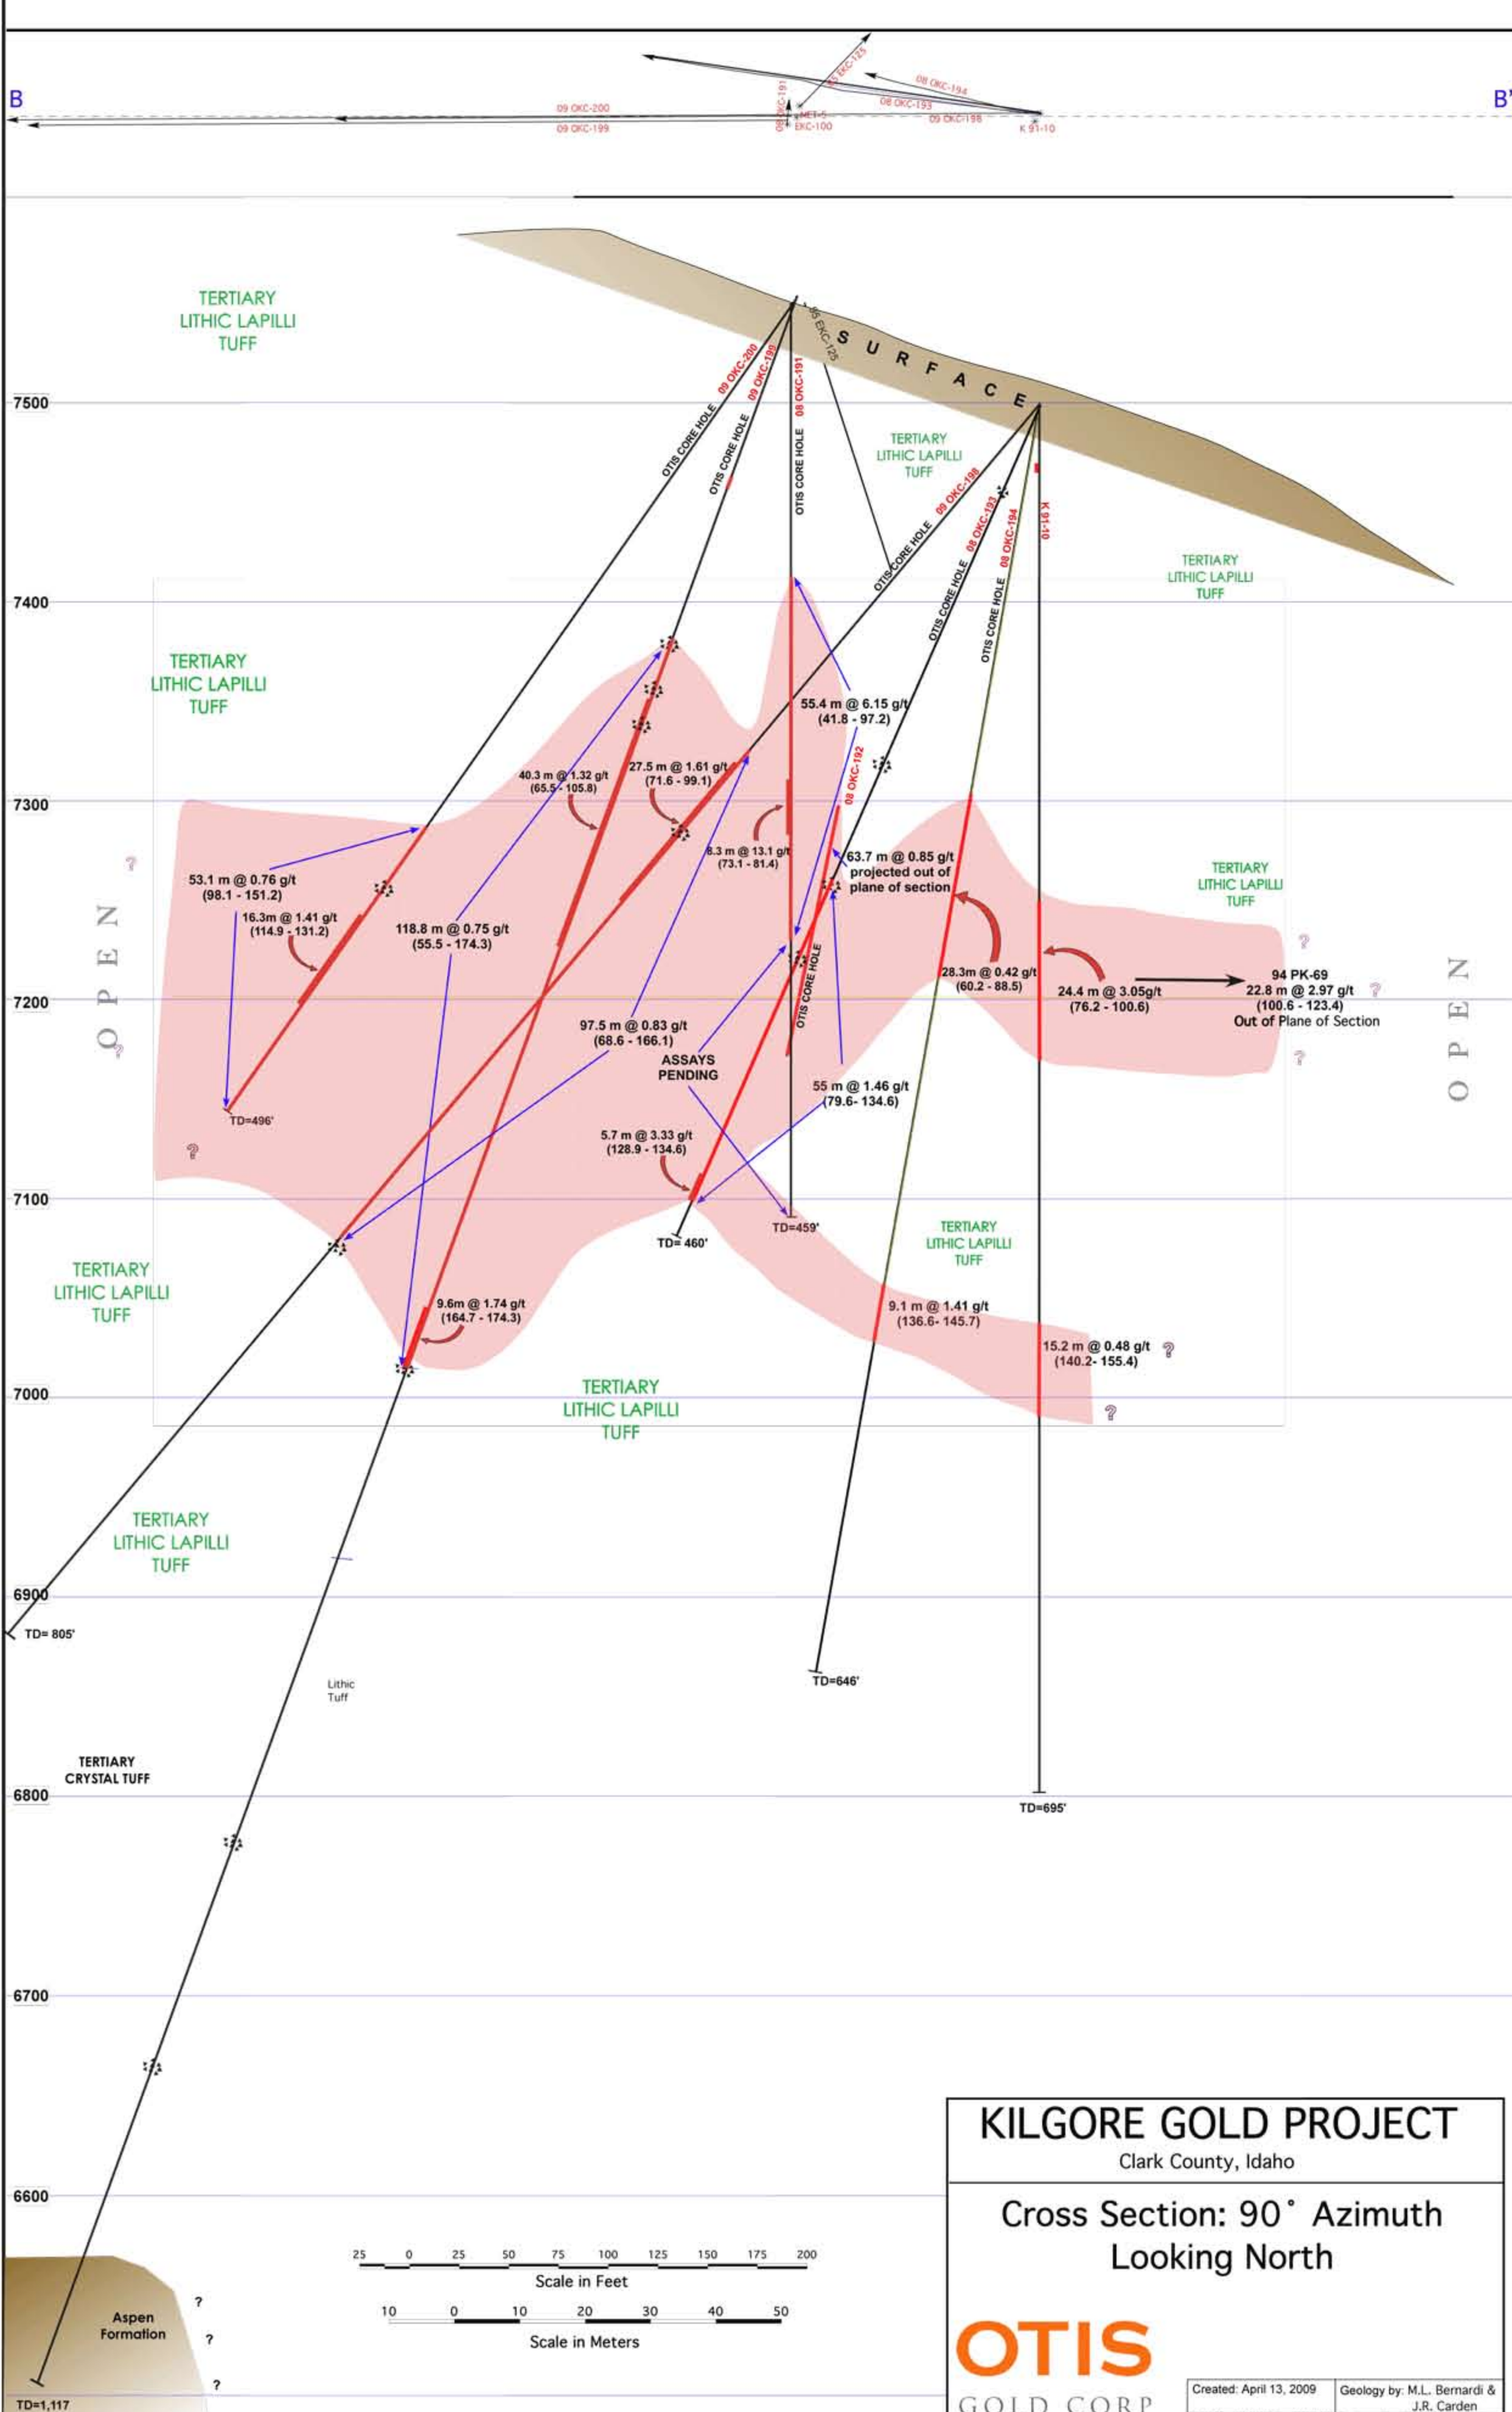 B
B'
09 OKC-200
09 OKC-199
08 OKC-191
MET-5
EKC-100
95 EKC-125
08 OKC-194
08 OKC-193
09 OKC-198
K 91-10
TERTIARY
LITHIC LAPILLI
TUFF
SURFACE
95 EKC-125
7500
OTIS CORE HOLE 09 OKC-200
OTIS CORE HOLE 09 OKC-199
OTIS CORE HOLE 08 OKC-191
TERTIARY
LITHIC LAPILLI
TUFF
OTIS CORE HOLE 09 OKC-198
OTIS CORE HOLE 08 OKC-193
OTIS CORE HOLE 08 OKC-194
K 91-10
TERTIARY
LITHIC LAPILLI
TUFF
7400
TERTIARY
LITHIC LAPILLI
TUFF
55.4 m @ 6.15 g/t
(41.8 - 97.2)
08 OKC-192
OTIS CORE HOLE
40.3 m @ 1.32 g/t
(65.5 - 105.8)
27.5 m @ 1.61 g/t
(71.6 - 99.1)
7300
8.3 m @ 13.1 g/t
(73.1 - 81.4)
63.7 m @ 0.85 g/t
projected out of
plane of section
TERTIARY
LITHIC LAPILLI
TUFF
?
53.1 m @ 0.76 g/t
(98.1 - 151.2)
16.3m @ 1.41 g/t
(114.9 - 131.2)
118.8 m @ 0.75 g/t
(55.5 - 174.3)
OPEN
?
28.3m @ 0.42 g/t
(60.2 - 88.5)
24.4 m @ 3.05g/t
(76.2 - 100.6)
94 PK-69
22.8 m @ 2.97 g/t
(100.6 - 123.4)
Out of Plane of Section
?
?
OPEN
7200
97.5 m @ 0.83 g/t
(68.6 - 166.1)
ASSAYS
PENDING
?
?
55 m @ 1.46 g/t
(79.6- 134.6)
TD=496'
?
5.7 m @ 3.33 g/t
(128.9 - 134.6)
7100
TD= 460'
TD=459'
TERTIARY
LITHIC LAPILLI
TUFF
TERTIARY
LITHIC LAPILLI
TUFF
9.6m @ 1.74 g/t
(164.7 - 174.3)
9.1 m @ 1.41 g/t
(136.6- 145.7)
15.2 m @ 0.48 g/t
(140.2- 155.4)
?
7000
TERTIARY
LITHIC LAPILLI
TUFF
?
TERTIARY
LITHIC LAPILLI
TUFF
6900
TD= 805'
Lithic
Tuff
TD=646'
TERTIARY
CRYSTAL TUFF
6800
TD=695'
6700
6600
Aspen
Formation
?
?
?
TD=1,117
25 0 25 50 75 100 125 150 175 200
Scale in Feet
10 0 10 20 30 40 50
Scale in Meters
KILGORE GOLD PROJECT
Clark County, Idaho
Cross Section: 90° Azimuth
Looking North
OTIS
GOLD CORP
Created: April 13, 2009
Geology by: M.L. Bernardi &
J.R. Carden